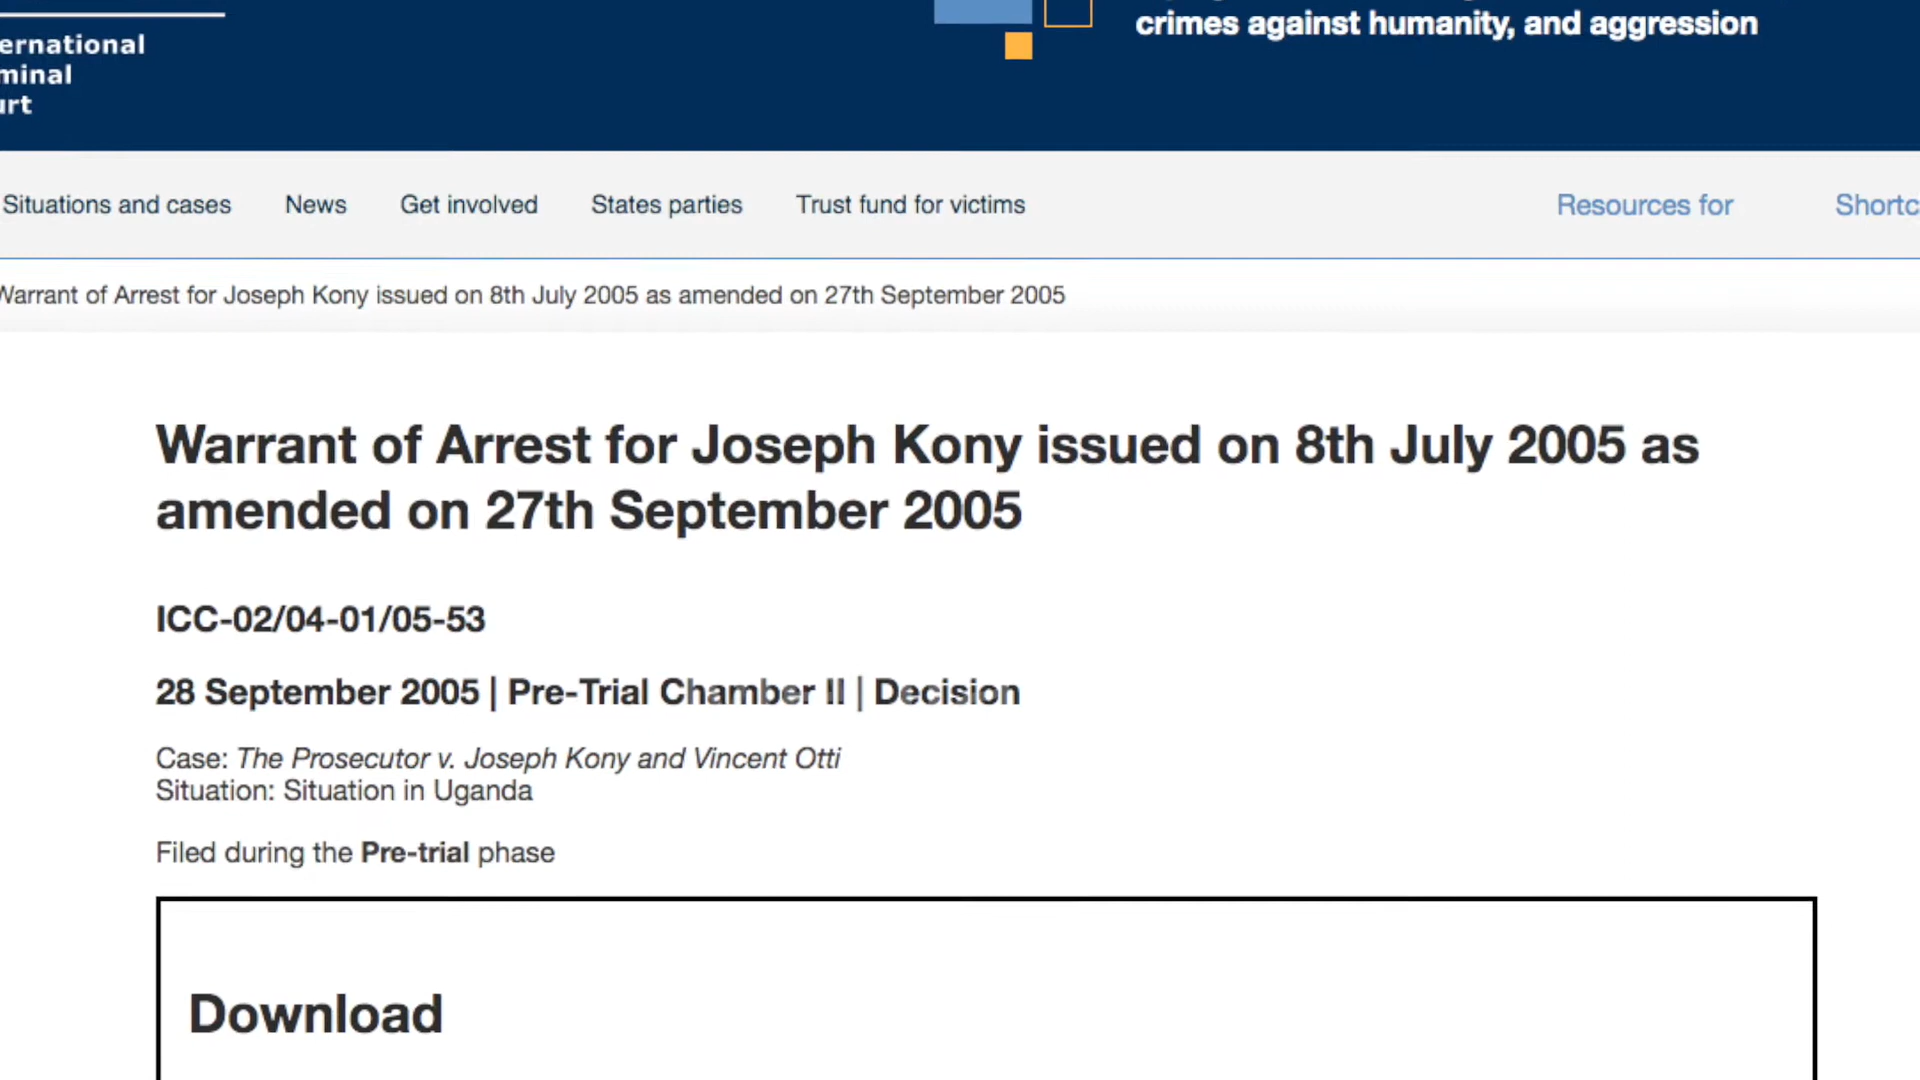 crimes against humanity, and aggression
ernational
minal
urt
Situations and cases News Get involved States parties Trust fund for victims Resources for Shortc
Warrant of Arrest for Joseph Kony issued on 8th July 2005 as amended on 27th September 2005
Warrant of Arrest for Joseph Kony issued on 8th July 2005 as
amended on 27th September 2005
ICC-02/04-01/05-53
28 September 2005 | Pre-Trial Chamber II | Decision
Case: The Prosecutor v. Joseph Kony and Vincent Otti
Situation: Situation in Uganda
Filed during the Pre-trial phase
Download